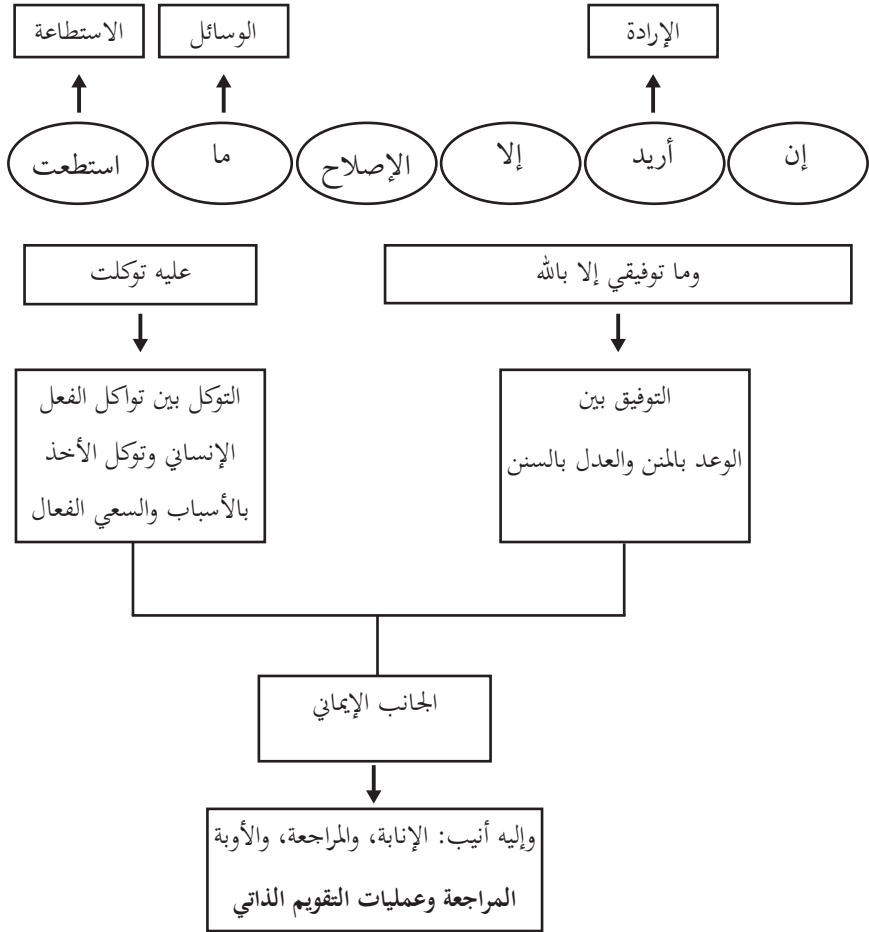 الإرادة
الوسائل
الاستطاعة
إن
أريد
إلا
الإصلاح
ما
استطعت
وما توفيقي إلا بالله
عليه توكلت
التوفيق بين
الوعد بالمنن والعدل بالسنن
التوكل بين تواكل الفعل
الإنساني وتوكل الأخذ
بالأسباب والسعي الفعال
الجانب الإيماني
وإليه أنيب: الإنابة، والمراجعة، والأوبة
المراجعة وعمليات التقويم الذاتي